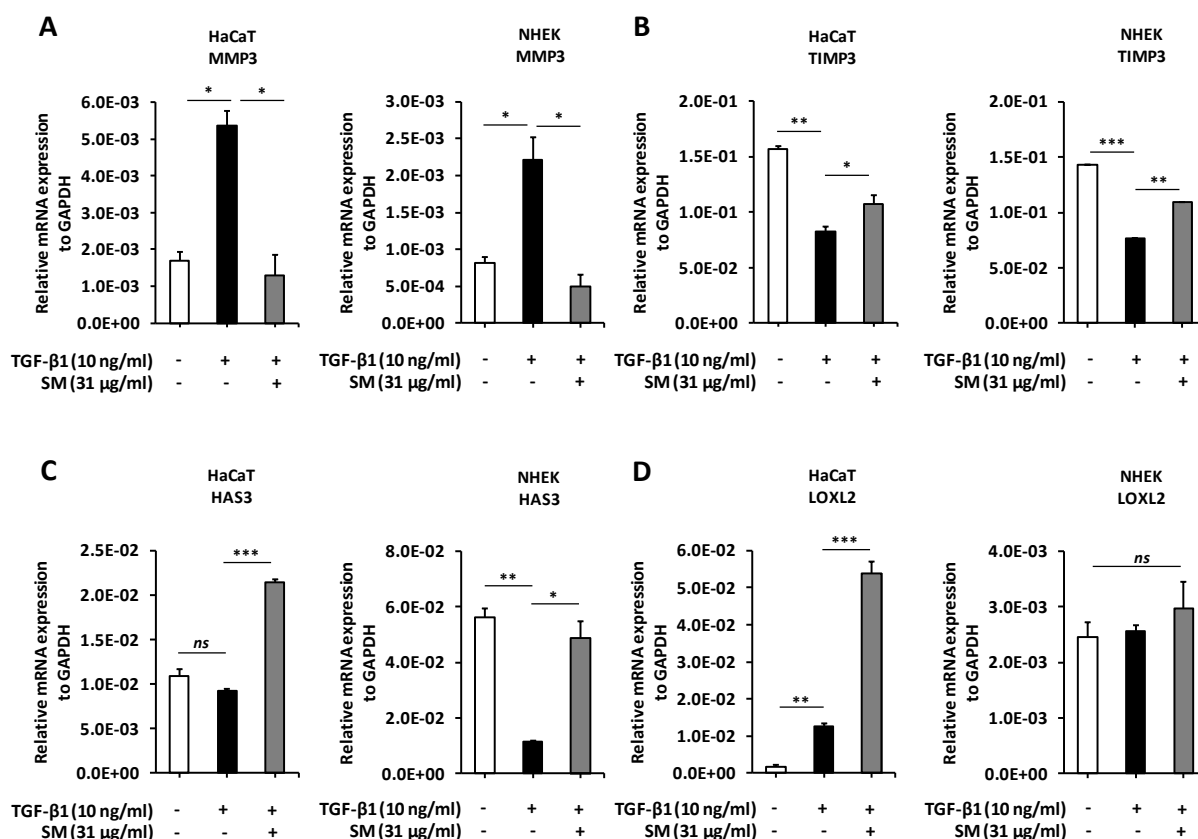 A
HaCaT
MMP3
Relative mRNA expression
to GAPDH
6.0E-03
5.0E-03
4.0E-03
3.0E-03
2.0E-03
1.0E-03
0.0E+00
* *
TGF-β1 (10 ng/ml) - + +
SM (31 µg/ml) - - +
NHEK
MMP3
Relative mRNA expression
to GAPDH
3.0E-03
2.5E-03
2.0E-03
1.5E-03
1.0E-03
5.0E-04
0.0E+00
* *
TGF-β1 (10 ng/ml) - + +
SM (31 µg/ml) - - +
B
HaCaT
TIMP3
Relative mRNA expression
to GAPDH
2.0E-01
1.5E-01
1.0E-01
5.0E-02
0.0E+00
**
*
TGF-β1 (10 ng/ml) - + +
SM (31 µg/ml) - - +
NHEK
TIMP3
Relative mRNA expression
to GAPDH
2.0E-01
1.5E-01
1.0E-01
5.0E-02
0.0E+00
***
**
TGF-β1 (10 ng/ml) - + +
SM (31 µg/ml) - - +
C
HaCaT
HAS3
Relative mRNA expression
to GAPDH
2.5E-02
2.0E-02
1.5E-02
1.0E-02
5.0E-03
0.0E+00
***
ns
TGF-β1 (10 ng/ml) - + +
SM (31 µg/ml) - - +
NHEK
HAS3
Relative mRNA expression
to GAPDH
8.0E-02
6.0E-02
4.0E-02
2.0E-02
0.0E+00
**
*
TGF-β1 (10 ng/ml) - + +
SM (31 µg/ml) - - +
D
HaCaT
LOXL2
Relative mRNA expression
to GAPDH
6.0E-02
5.0E-02
4.0E-02
3.0E-02
2.0E-02
1.0E-02
0.0E+00
***
**
TGF-β1 (10 ng/ml) - + +
SM (31 µg/ml) - - +
NHEK
LOXL2
Relative mRNA expression
to GAPDH
4.0E-03
3.0E-03
2.0E-03
1.0E-03
0.0E+00
ns
TGF-β1 (10 ng/ml) - + +
SM (31 µg/ml) - - +